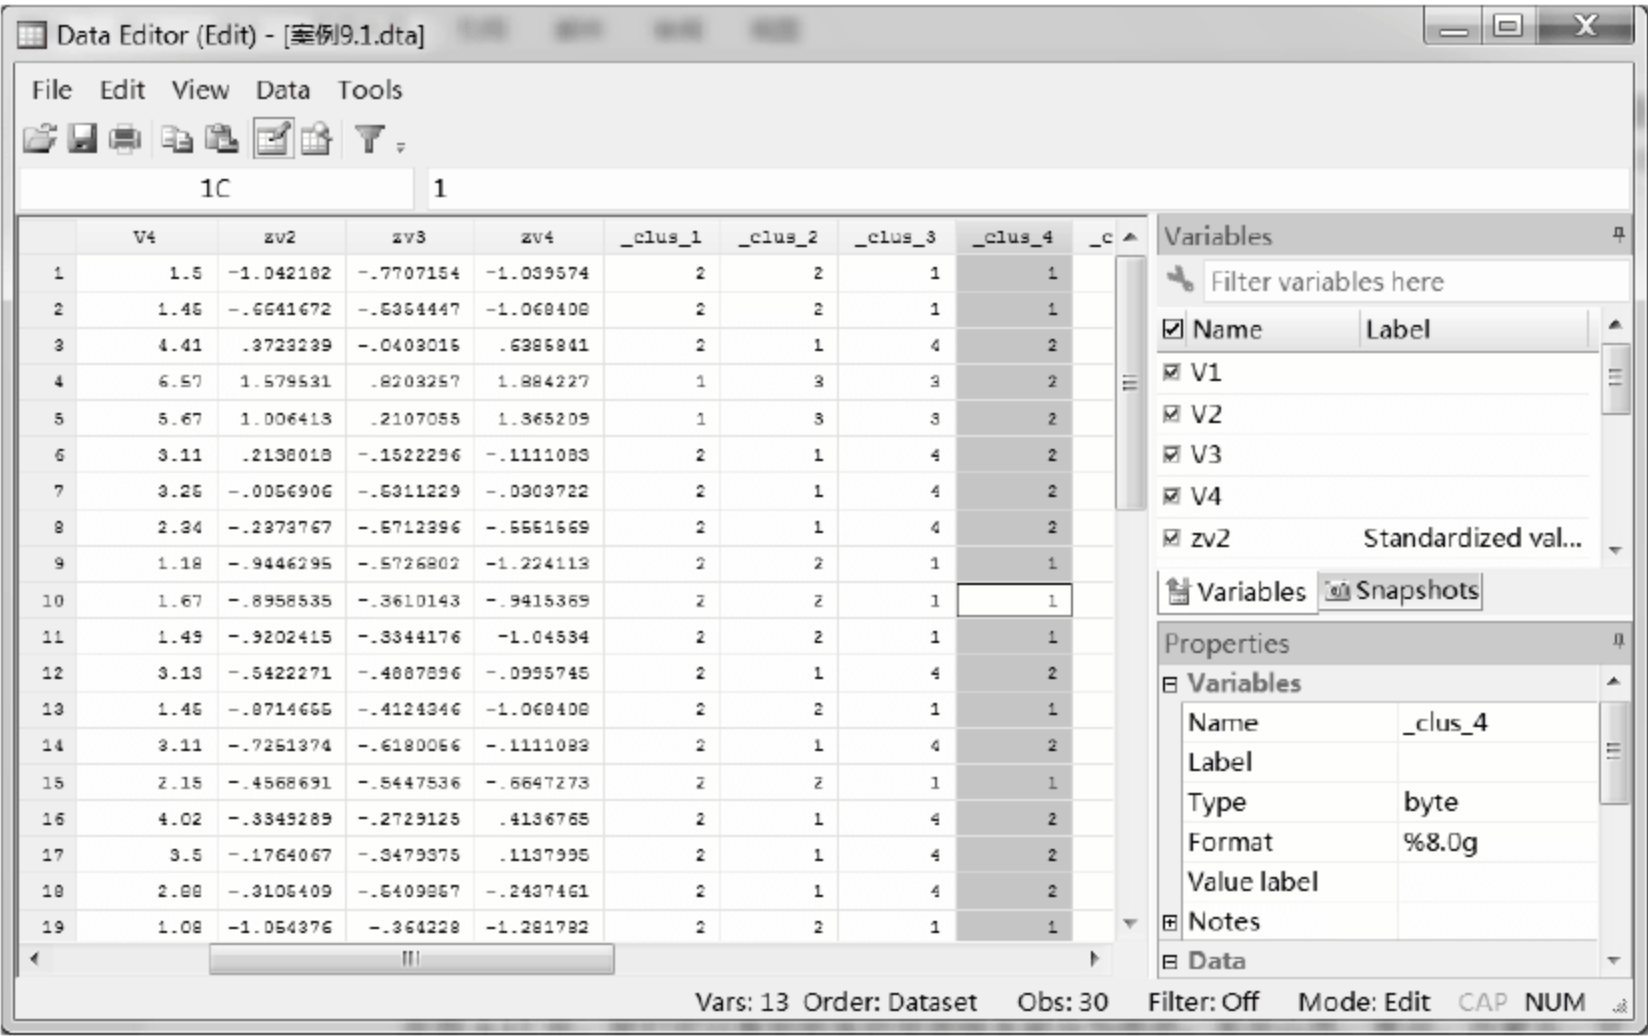 Data Editor (Edit) - [案例9.1.dta]
File Edit View Data Tools
1C 1
V4 zv2 zv3 zv4 _clus_1 _clus_2 _clus_3 _clus_4 _c
1 1.5 -1.042182 -.7707154 -1.039574 2 2 1 1
2 1.45 -.6641672 -.5354447 -1.068408 2 2 1 1
3 4.41 .3723239 -.0403015 .6385841 2 1 4 2
4 6.57 1.579531 .8203257 1.884227 1 3 3 2
5 5.67 1.006413 .2107055 1.365209 1 3 3 2
6 3.11 .2138018 -.1522296 -.1111083 2 1 4 2
7 3.25 -.0056906 -.5311229 -.0303722 2 1 4 2
8 2.34 -.2373767 -.5712396 -.5551569 2 1 4 2
9 1.18 -.9446295 -.5726802 -1.224113 2 2 1 1
10 1.67 -.8958535 -.3610143 -.9415369 2 2 1 1
11 1.49 -.9202415 -.3344176 -1.04534 2 2 1 1
12 3.13 -.5422271 -.4887896 -.0995745 2 1 4 2
13 1.45 -.8714655 -.4124346 -1.068408 2 2 1 1
14 3.11 -.7251374 -.6180056 -.1111083 2 1 4 2
15 2.15 -.4568691 -.5447536 -.6647273 2 2 1 1
16 4.02 -.3349289 -.2729125 .4136765 2 1 4 2
17 3.5 -.1764067 -.3479375 .1137995 2 1 4 2
18 2.88 -.3105409 -.5409857 -.2437461 2 1 4 2
19 1.08 -1.054376 -.364228 -1.281782 2 2 1 1
Variables
Filter variables here
Name Label
V1
V2
V3
V4
zv2 Standardized val...
Variables Snapshots
Properties
Variables
Name _clus_4
Label
Type byte
Format %8.0g
Value label
Notes
Data
Vars: 13 Order: Dataset Obs: 30 Filter: Off Mode: Edit CAP NUM